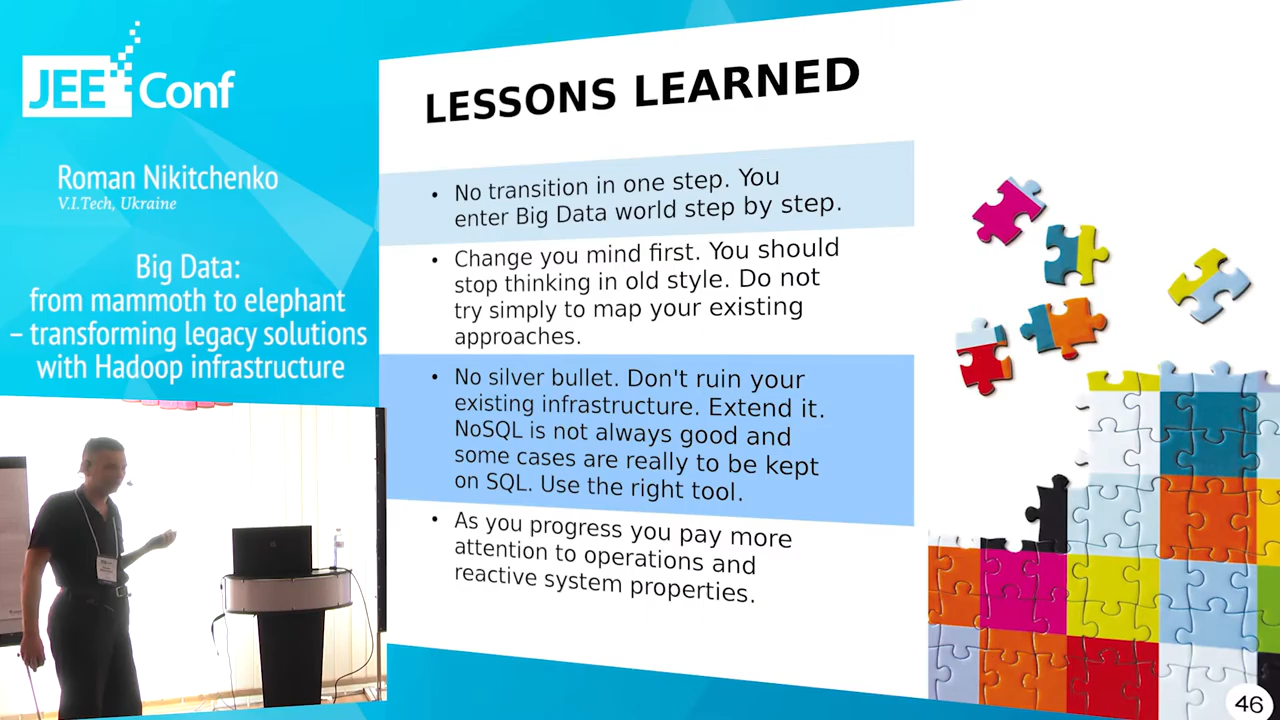 JEE Conf
Roman Nikitchenko
V.I.Tech, Ukraine
Big Data:
from mammoth to elephant
– transforming legacy solutions
with Hadoop infrastructure
LESSONS LEARNED
• No transition in one step. You
enter Big Data world step by step.
• Change you mind first. You should
stop thinking in old style. Do not
try simply to map your existing
approaches.
• No silver bullet. Don't ruin your
existing infrastructure. Extend it.
NoSQL is not always good and
some cases are really to be kept
on SQL. Use the right tool.
• As you progress you pay more
attention to operations and
reactive system properties.
46